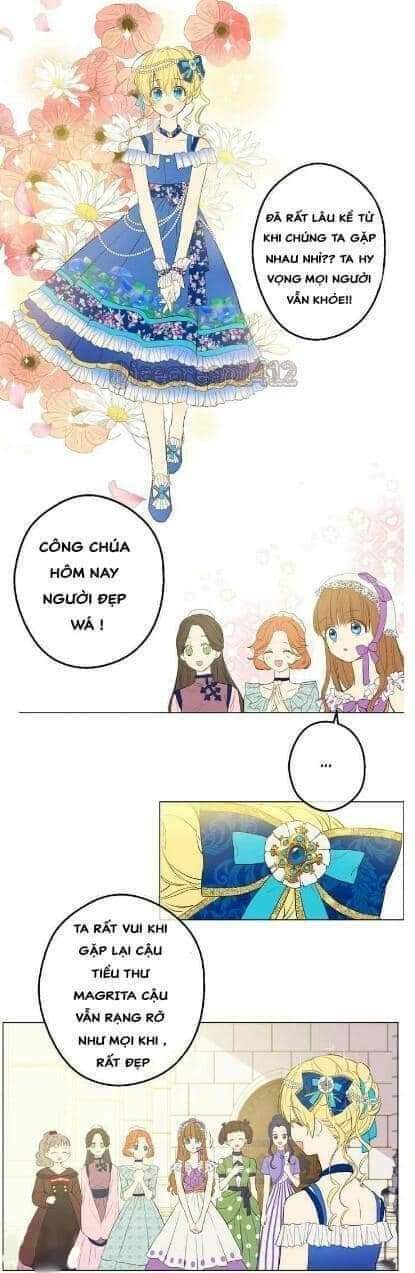 ĐÃ RẤT LÂU KỂ TỪ
KHI CHÚNG TA GẶP
NHAU NHỈ?? TA HY
VỌNG MỌI NGƯỜI
VẪN KHỎE!!
CÔNG CHÚA
HÔM NAY
NGƯỜI ĐẸP
WÁ !
...
TA RẤT VUI KHI
GẶP LẠI CẬU
TIỂU THƯ
MAGRITA CẬU
VẪN RẠNG RỠ
NHƯ MỌI KHI ,
RẤT ĐẸP